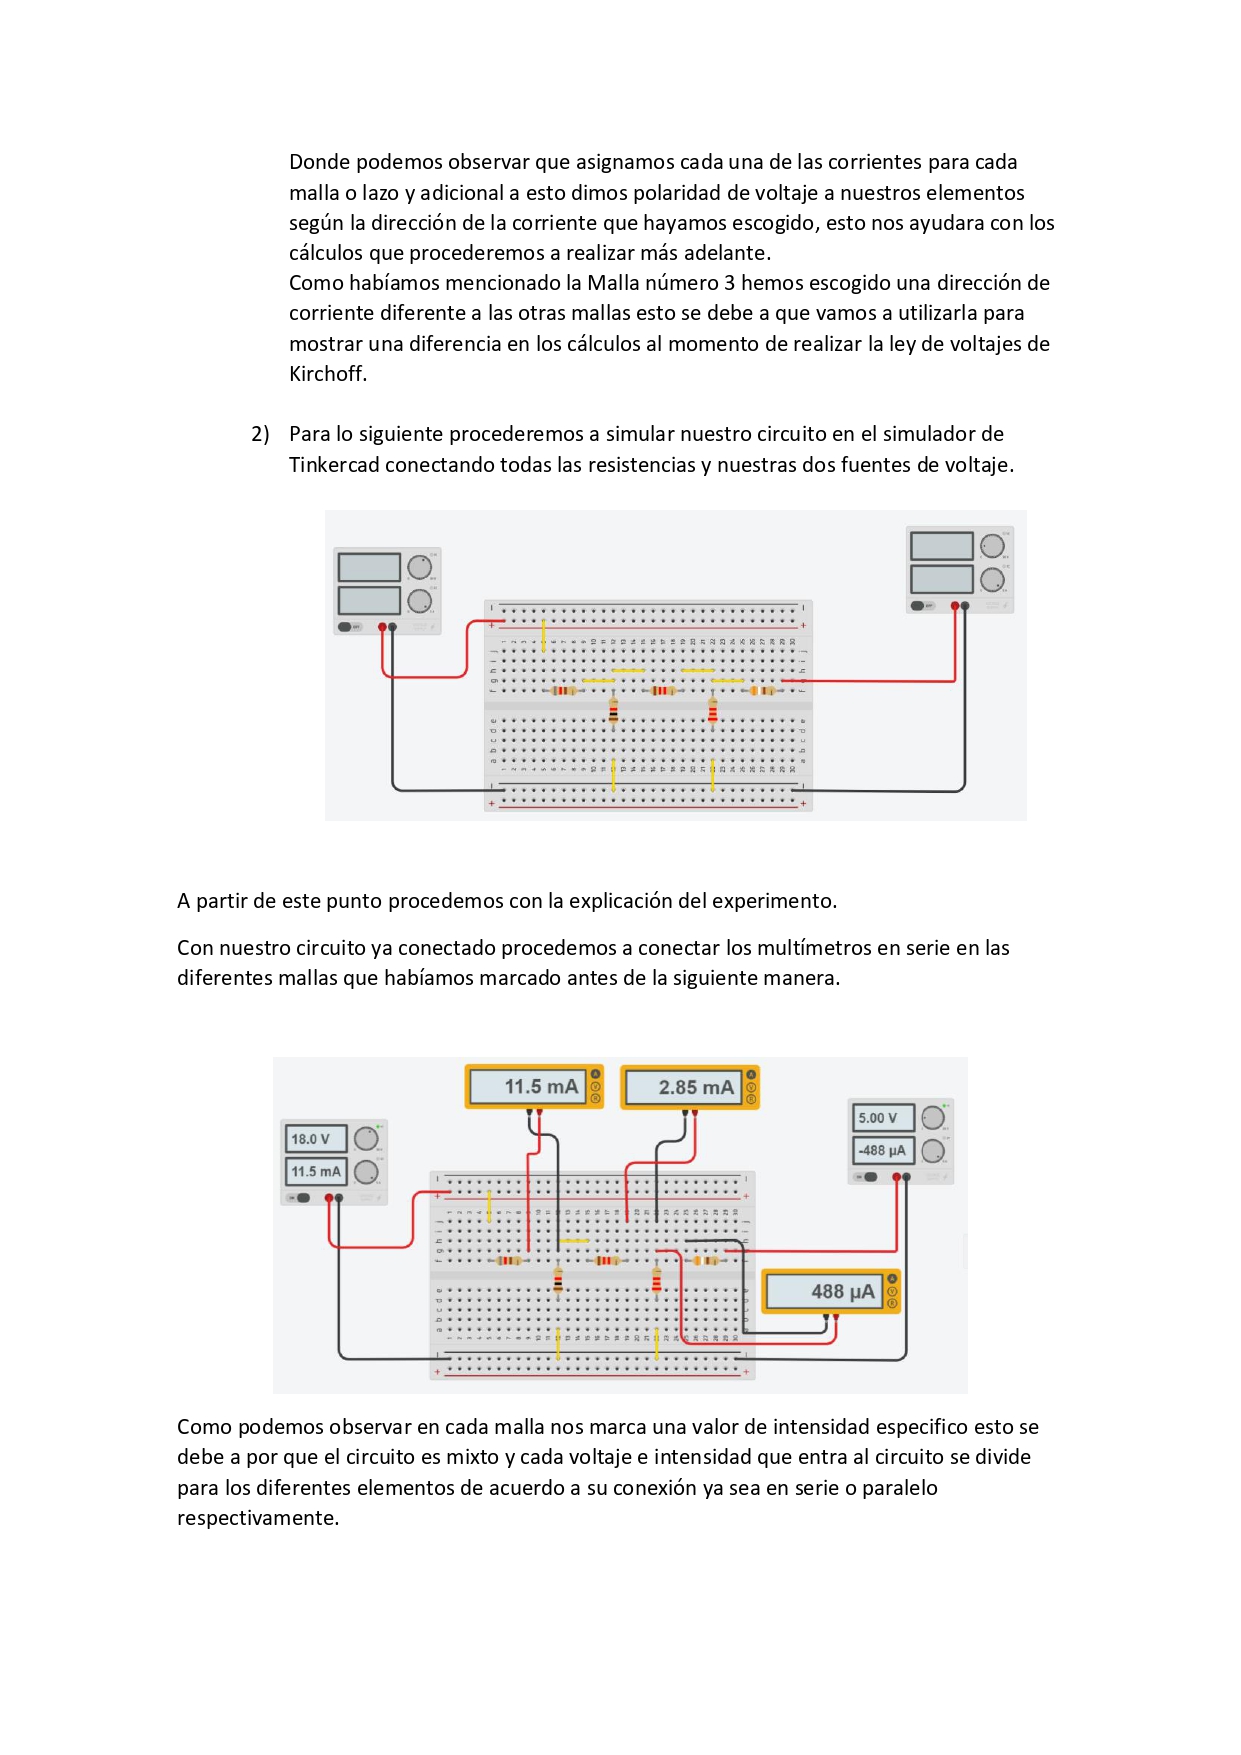 Donde podemos observar que asignamos cada una de las corrientes para cada
malla o lazo y adicional a esto dimos polaridad de voltaje a nuestros elementos
según la dirección de la corriente que hayamos escogido, esto nos ayudara con los
cálculos que procederemos a realizar más adelante.
Como habíamos mencionado la Malla número 3 hemos escogido una dirección de
corriente diferente a las otras mallas esto se debe a que vamos a utilizarla para
mostrar una diferencia en los cálculos al momento de realizar la ley de voltajes de
Kirchoff.
2) Para lo siguiente procederemos a simular nuestro circuito en el simulador de
Tinkercad conectando todas las resistencias y nuestras dos fuentes de voltaje.
A partir de este punto procedemos con la explicación del experimento.
Con nuestro circuito ya conectado procedemos a conectar los multímetros en serie en las
diferentes mallas que habíamos marcado antes de la siguiente manera.
11.5 mA
2.85 mA
18.0 V
11.5 mA
5.00 V
-488 µA
488 µA
Como podemos observar en cada malla nos marca una valor de intensidad especifico esto se
debe a por que el circuito es mixto y cada voltaje e intensidad que entra al circuito se divide
para los diferentes elementos de acuerdo a su conexión ya sea en serie o paralelo
respectivamente.